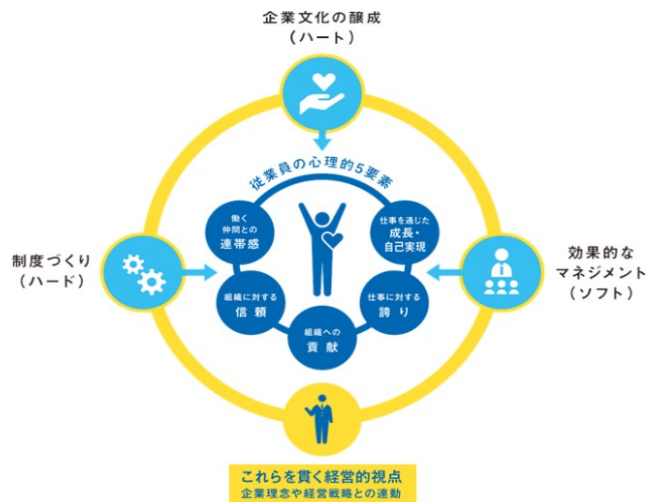 企業文化の醸成
(ハート)
従業員の心理的5要素
働く
仲間との
連帯感
仕事を通じた
成長・
自己実現
制度づくり
(ハード)
効果的な
マネジメント
(ソフト)
組織に対する
信頼
仕事に対する
誇り
組織への
貢献
これらを貫く経営的視点
企業理念や経営戦略との連動